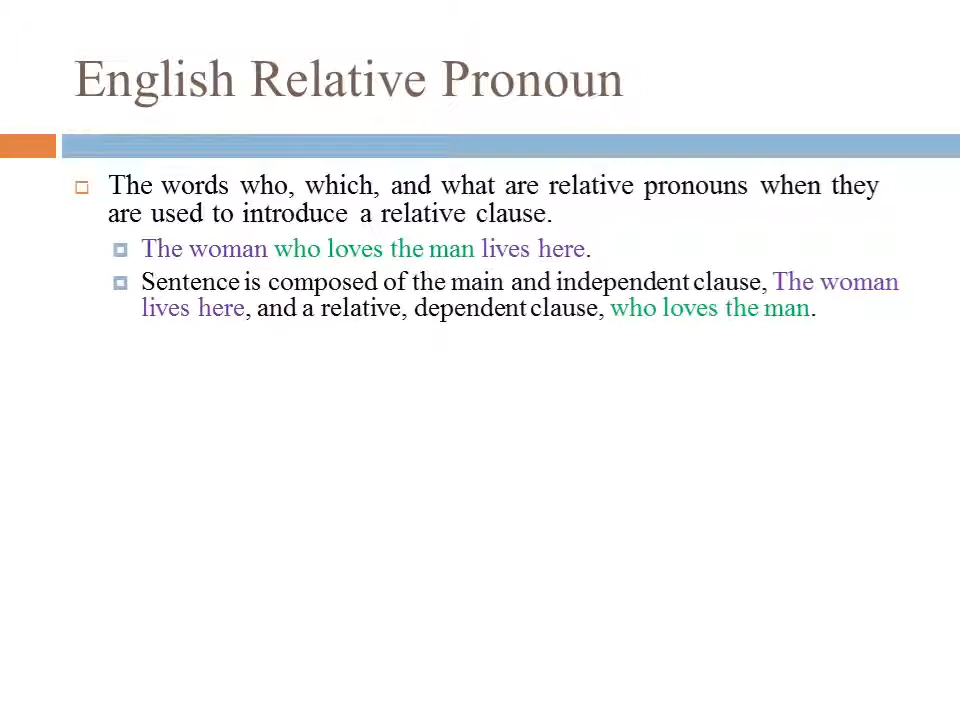 English Relative Pronoun
The words who, which, and what are relative pronouns when they
are used to introduce a relative clause.
The woman who loves the man lives here.
Sentence is composed of the main and independent clause, The woman
lives here, and a relative, dependent clause, who loves the man.